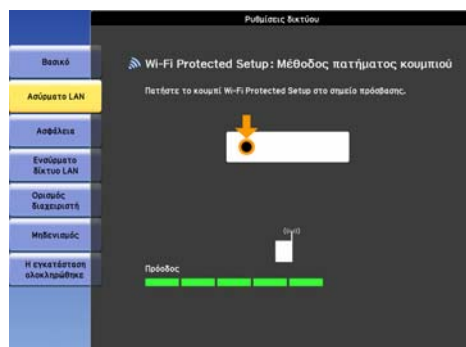 Ρυθμίσεις δικτύου
Βασικό
Ασύρματο LAN
Ασφάλεια
Ενσύρματο
δίκτυο LAN
Ορισμός
διαχειριστή
Μηδενισμός
Η εγκατάσταση
ολοκληρώθηκε
Wi-Fi Protected Setup: Μέθοδος πατήματος κουμπιού
Πατήστε το κουμπί Wi-Fi Protected Setup στο σημείο πρόσβασης.
Πρόοδος